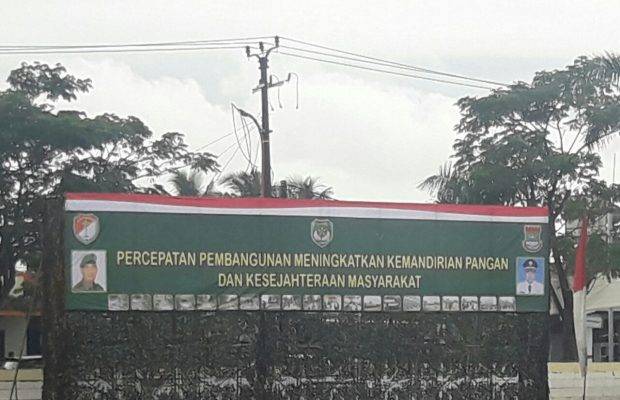 PERCEPATAN PEMBANGUNAN MENINGKATKAN KEMANDIRIAN PANGAN
DAN KESEJAHTERAAN MASYARAKAT